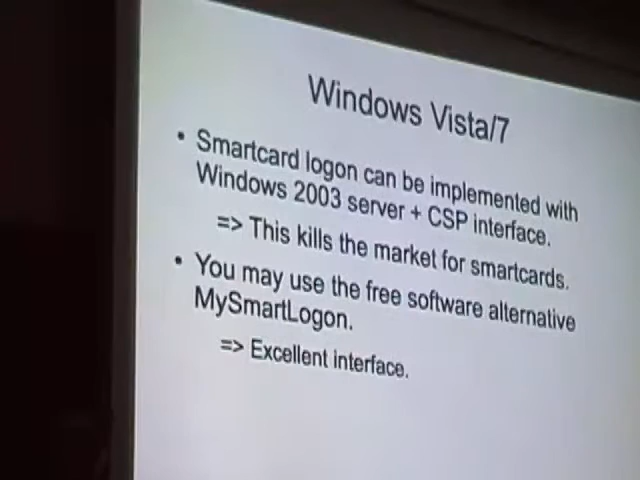 Windows Vista/7
• Smartcard logon can be implemented with
Windows 2003 server + CSP interface.
=> This kills the market for smartcards.
• You may use the free software alternative
MySmartLogon.
=> Excellent interface.